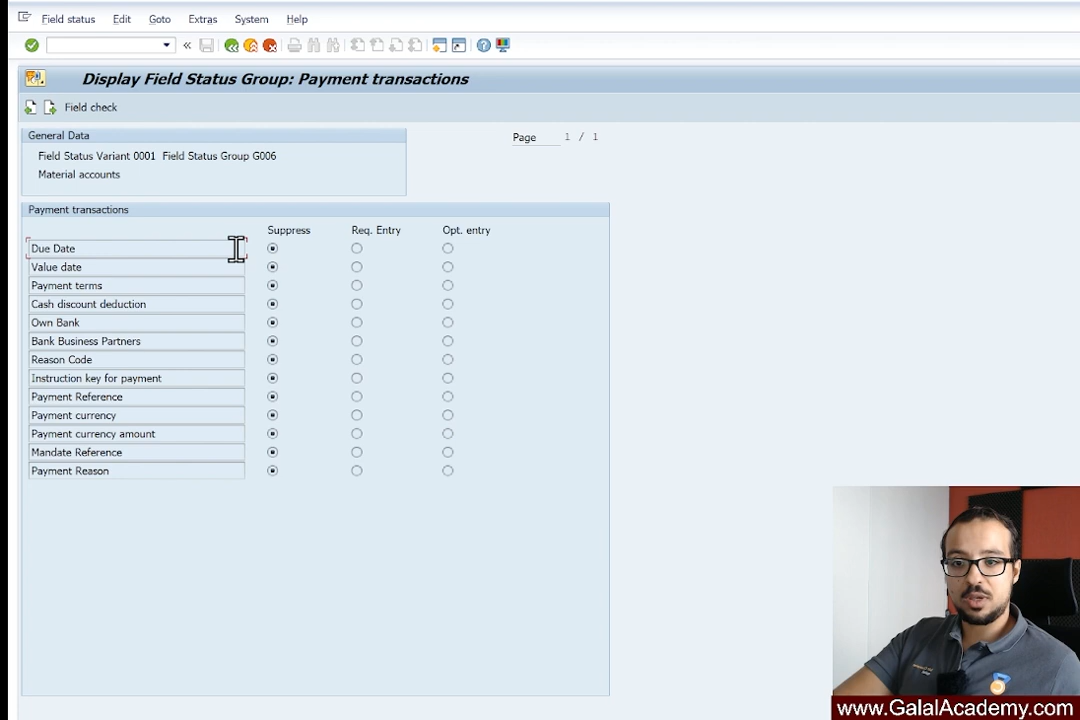 Field status Edit Goto Extras System Help
Display Field Status Group: Payment transactions
Field check
General Data
Page 1 / 1
Field Status Variant 0001 Field Status Group G006
Material accounts
Payment transactions
Suppress Req. Entry Opt. entry
Due Date
Value date
Payment terms
Cash discount deduction
Own Bank
Bank Business Partners
Reason Code
Instruction key for payment
Payment Reference
Payment currency
Payment currency amount
Mandate Reference
Payment Reason
www.GalalAcademy.com